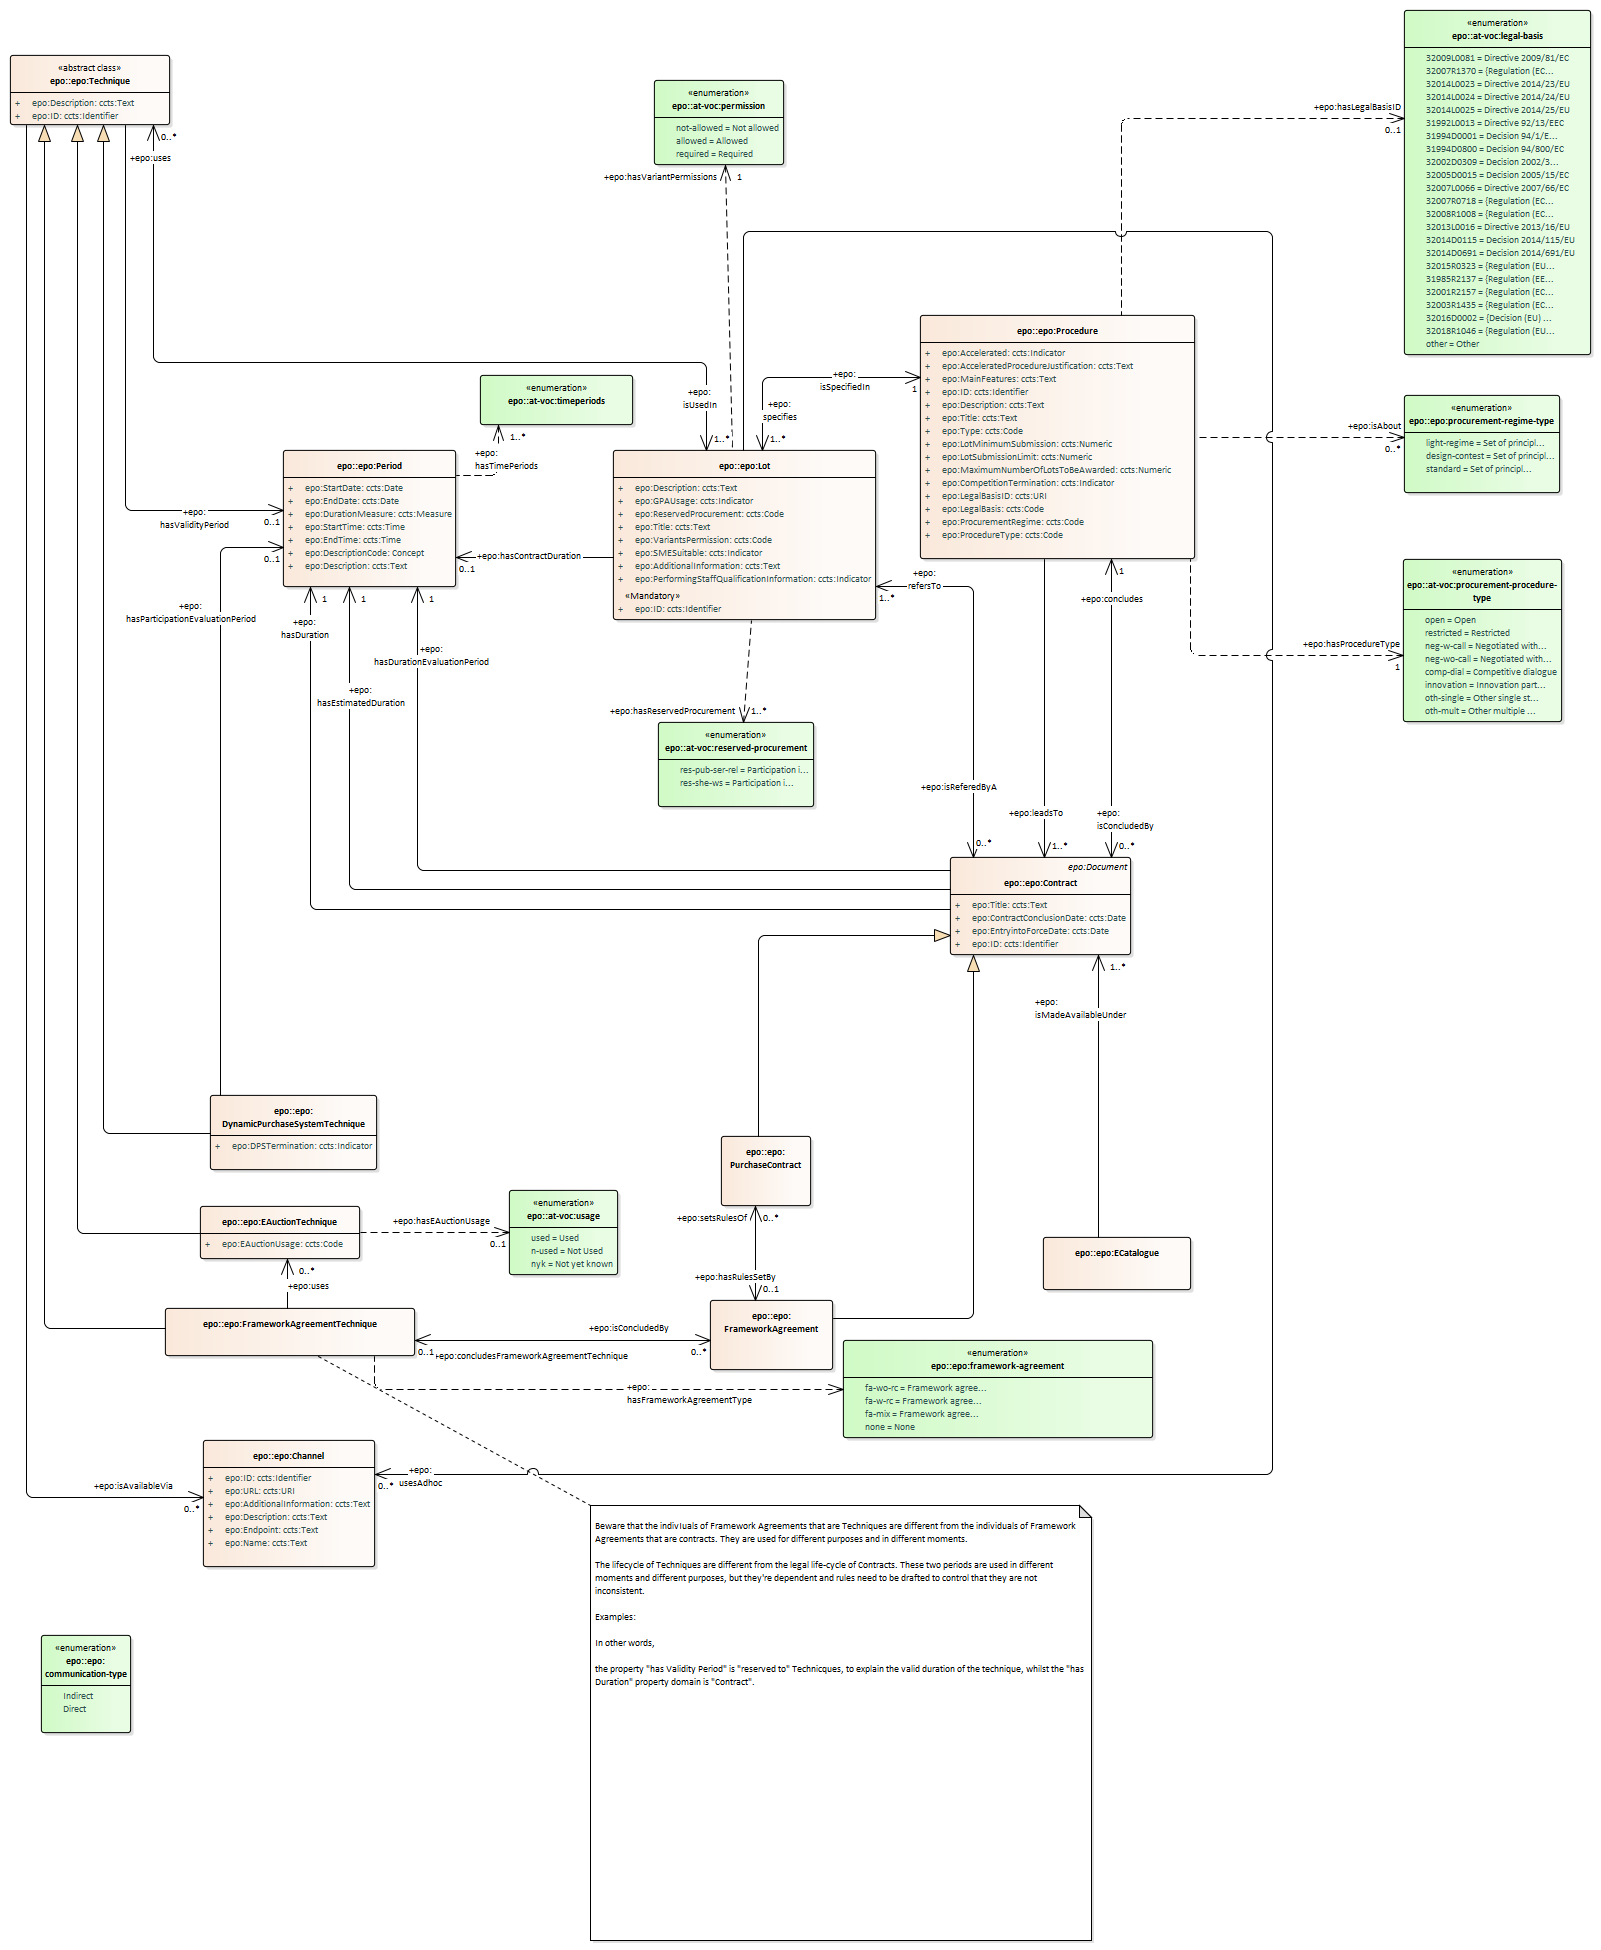 «abstract class»
epo::epo:Technique
+ epo:Description: ccts:Text
+ epo:ID: ccts:Identifier
0..*
+epo:uses
«enumeration»
epo::at-voc:permission
not-allowed = Not allowed
allowed = Allowed
required = Required
+epo:hasVariantPermissions
1
«enumeration»
epo::at-voc:legal-basis
32009L0081 = Directive 2009/81/EC
32007R1370 = {Regulation (EC...
32014L0023 = Directive 2014/23/EU
32014L0024 = Directive 2014/24/EU
32014L0025 = Directive 2014/25/EU
31992L0013 = Directive 92/13/EEC
31994D0001 = Decision 94/1/E...
31994D0800 = Decision 94/800/EC
32002D0309 = Decision 2002/3...
32005D0015 = Decision 2005/15/EC
32007L0066 = Directive 2007/66/EC
32007R0718 = {Regulation (EC...
32008R1008 = {Regulation (EC...
32013L0016 = Directive 2013/16/EU
32014D0115 = Decision 2014/115/EU
32014D0691 = Decision 2014/691/EU
32015R0323 = {Regulation (EU...
31985R2137 = {Regulation (EE...
32001R2157 = {Regulation (EC...
32003R1435 = {Regulation (EC...
32016D0002 = {Decision (EU) ...
32018R1046 = {Regulation (EU...
other = Other
+epo:hasLegalBasisID
0..1
epo::epo:Procedure
+ epo:Accelerated: ccts:Indicator
+ epo:AcceleratedProcedureJustification: ccts:Text
+ epo:MainFeatures: ccts:Text
+ epo:ID: ccts:Identifier
+ epo:Description: ccts:Text
+ epo:Title: ccts:Text
+ epo:Type: ccts:Code
+ epo:LotMinimumSubmission: ccts:Numeric
+ epo:LotSubmissionLimit: ccts:Numeric
+ epo:MaximumNumberOfLotsToBeAwarded: ccts:Numeric
+ epo:CompetitionTermination: ccts:Indicator
+ epo:LegalBasisID: ccts:URI
+ epo:LegalBasis: ccts:Code
+ epo:ProcurementRegime: ccts:Code
+ epo:ProcedureType: ccts:Code
+epo:
isSpecifiedIn
1
+epo:
specifies
1..*
+epo:
isUsedIn
1..*
«enumeration»
epo::at-voc:timeperiods
1..*
+epo:
hasTimePeriods
«enumeration»
epo::epo:procurement-regime-type
light-regime = Set of principl...
design-contest = Set of principl...
standard = Set of principl...
+epo:isAbout
0..*
epo::epo:Period
+ epo:StartDate: ccts:Date
+ epo:EndDate: ccts:Date
+ epo:DurationMeasure: ccts:Measure
+ epo:StartTime: ccts:Time
+ epo:EndTime: ccts:Time
+ epo:DescriptionCode: Concept
+ epo:Description: ccts:Text
+epo:
hasValidityPeriod
0..1
0..1
epo::epo:Lot
+ epo:Description: ccts:Text
+ epo:GPAUsage: ccts:Indicator
+ epo:ReservedProcurement: ccts:Code
+ epo:Title: ccts:Text
+ epo:VariantsPermission: ccts:Code
+ epo:SMESuitable: ccts:Indicator
+ epo:AdditionalInformation: ccts:Text
+ epo:PerformingStaffQualificationInformation: ccts:Indicator
«Mandatory»
+ epo:ID: ccts:Identifier
+epo:hasContractDuration
0..1
+epo:
refersTo
1..*
+epo:
hasParticipationEvaluationPeriod
1
+epo:
hasDuration
1
1
+epo:
hasDurationEvaluationPeriod
+epo:
hasEstimatedDuration
1
+epo:concludes
«enumeration»
epo::at-voc:procurement-procedure-
type
open = Open
restricted = Restricted
neg-w-call = Negotiated with...
neg-wo-call = Negotiated with...
comp-dial = Competitive dialogue
innovation = Innovation part...
oth-single = Other single st...
oth-mult = Other multiple ...
+epo:hasProcedureType
1
+epo:hasReservedProcurement
1..*
«enumeration»
epo::at-voc:reserved-procurement
res-pub-ser-rel = Participation i...
res-she-ws = Participation i...
+epo:isReferedByA
0..*
+epo:leadsTo
1..*
+epo:
isConcludedBy
0..*
epo:Document
epo::epo:Contract
+ epo:Title: ccts:Text
+ epo:ContractConclusionDate: ccts:Date
+ epo:EntryintoForceDate: ccts:Date
+ epo:ID: ccts:Identifier
1..*
+epo:
isMadeAvailableUnder
epo::epo:
DynamicPurchaseSystemTechnique
+ epo:DPSTermination: ccts:Indicator
epo::epo:
PurchaseContract
+epo:setsRulesOf
0..*
epo::epo:EAuctionTechnique
+ epo:EAuctionUsage: ccts:Code
+epo:hasEAuctionUsage
0..1
«enumeration»
epo::at-voc:usage
used = Used
n-used = Not Used
nyk = Not yet known
epo::epo:ECatalogue
0..*
+epo:uses
+epo:hasRulesSetBy
0..1
epo::epo:FrameworkAgreementTechnique
+epo:isConcludedBy
0..*
0..1
+epo:concludesFrameworkAgreementTechnique
epo::epo:
FrameworkAgreement
+epo:
hasFrameworkAgreementType
«enumeration»
epo::epo:framework-agreement
fa-wo-rc = Framework agree...
fa-w-rc = Framework agree...
fa-mix = Framework agree...
none = None
epo::epo:Channel
+ epo:ID: ccts:Identifier
+ epo:URL: ccts:URI
+ epo:AdditionalInformation: ccts:Text
+ epo:Description: ccts:Text
+ epo:Endpoint: ccts:Text
+ epo:Name: ccts:Text
+epo:isAvailableVia
0..*
+epo:
usesAdhoc
0..*
Beware that the indivIuals of Framework Agreements that are Techniques are different from the individuals of Framework
Agreements that are contracts. They are used for different purposes and in different moments.
The lifecycle of Techniques are different from the legal life-cycle of Contracts. These two periods are used in different
moments and different purposes, but they're dependent and rules need to be drafted to control that they are not
inconsistent.
Examples:
In other words,
the property "has Validity Period" is "reserved to" Technicques, to explain the valid duration of the technique, whilst the "has
Duration" property domain is "Contract".
«enumeration»
epo::epo:
communication-type
Indirect
Direct